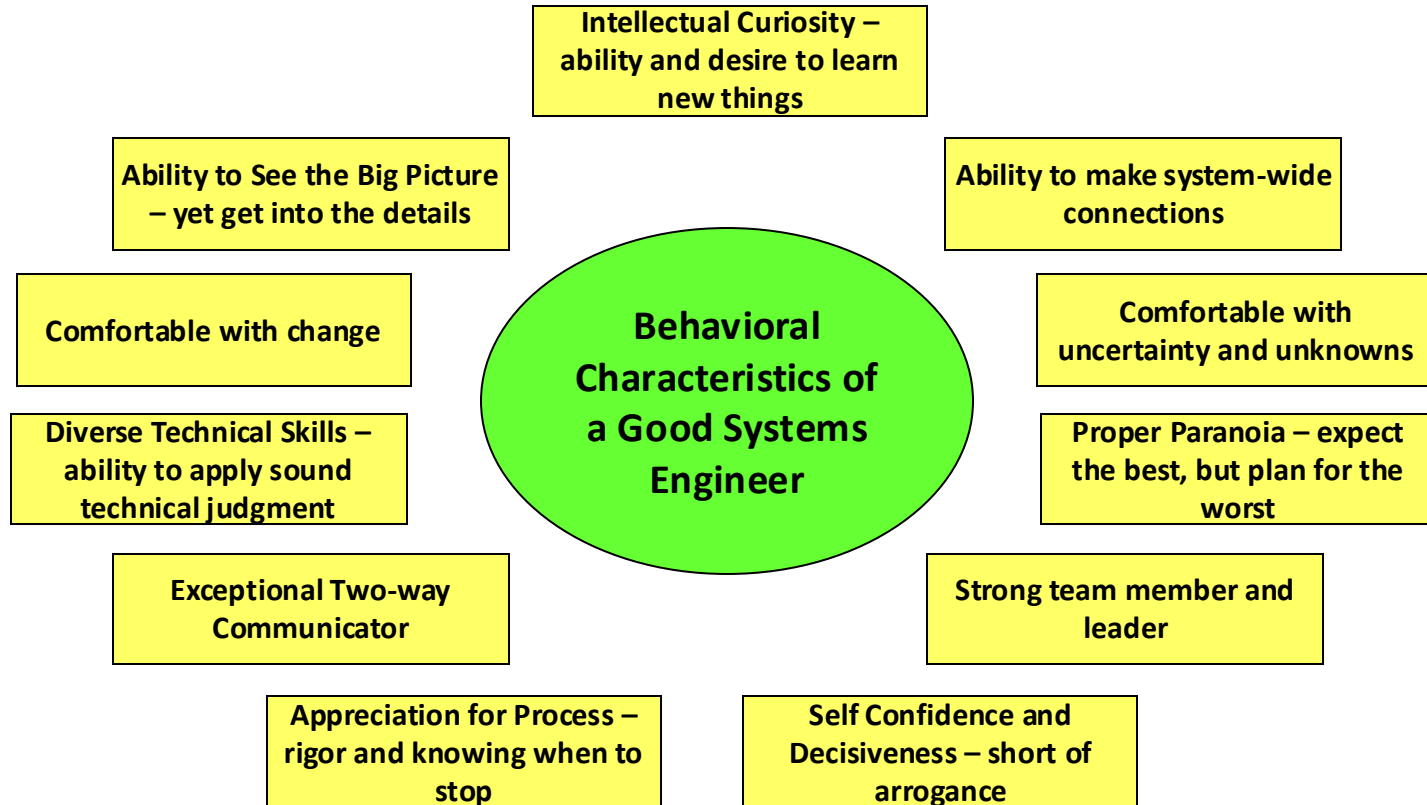 Intellectual Curiosity –
ability and desire to learn
new things
Ability to See the Big Picture
– yet get into the details
Ability to make system-wide
connections
Comfortable with change
Behavioral
Characteristics of
a Good Systems
Engineer
Comfortable with
uncertainty and unknowns
Diverse Technical Skills –
ability to apply sound
technical judgment
Proper Paranoia – expect
the best, but plan for the
worst
Exceptional Two-way
Communicator
Strong team member and
leader
Appreciation for Process –
rigor and knowing when to
stop
Self Confidence and
Decisiveness – short of
arrogance